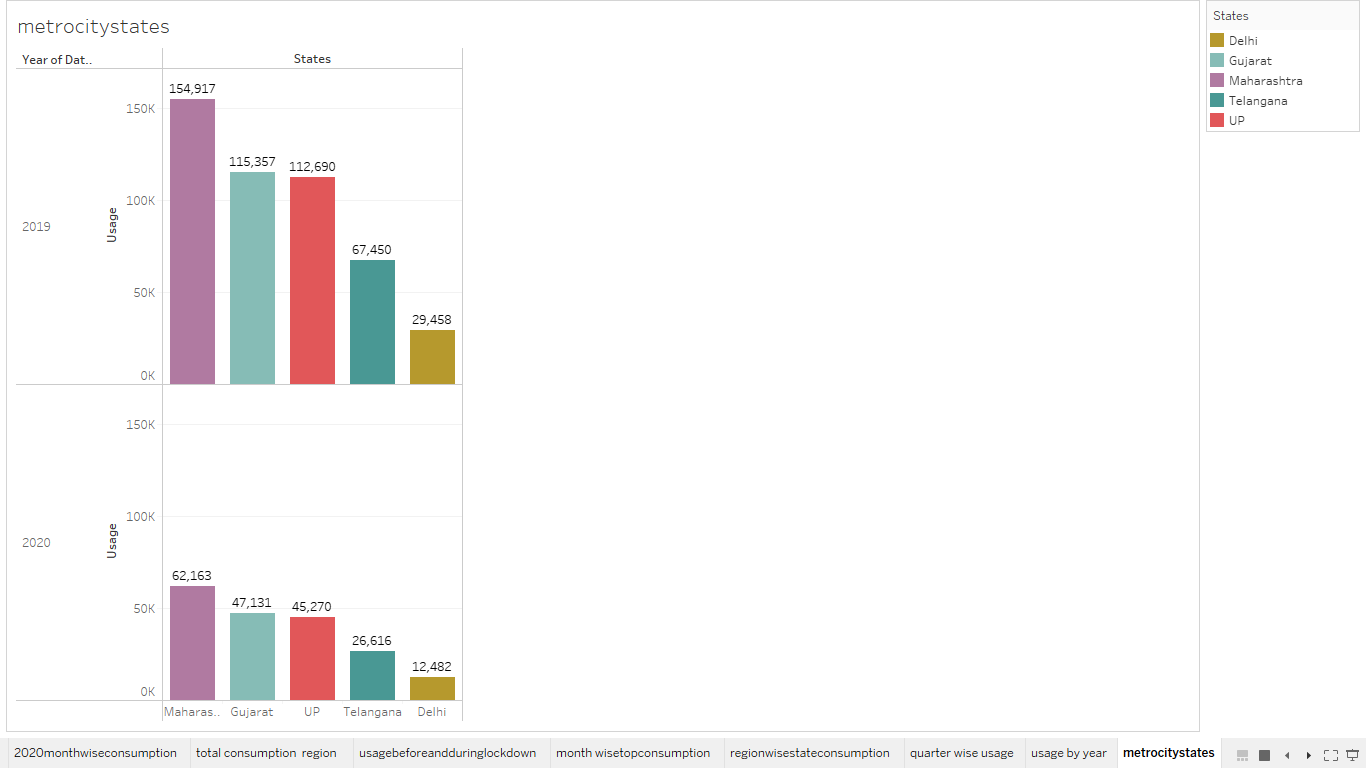 metrocitystates
Year of Dat..
States
2019
Usage
150K
100K
50K
0K
154,917
115,357
112,690
67,450
29,458
2020
Usage
150K
100K
50K
0K
62,163
47,131
45,270
26,616
12,482
Maharas.. Gujarat UP Telangana Delhi
States
Delhi
Gujarat
Maharashtra
Telangana
UP
2020monthwiseconsumption total consumption region usagebeforeandduringlockdown month wisetopconsumption regionwisestateconsumption quarter wise usage usage by year metrocitystates